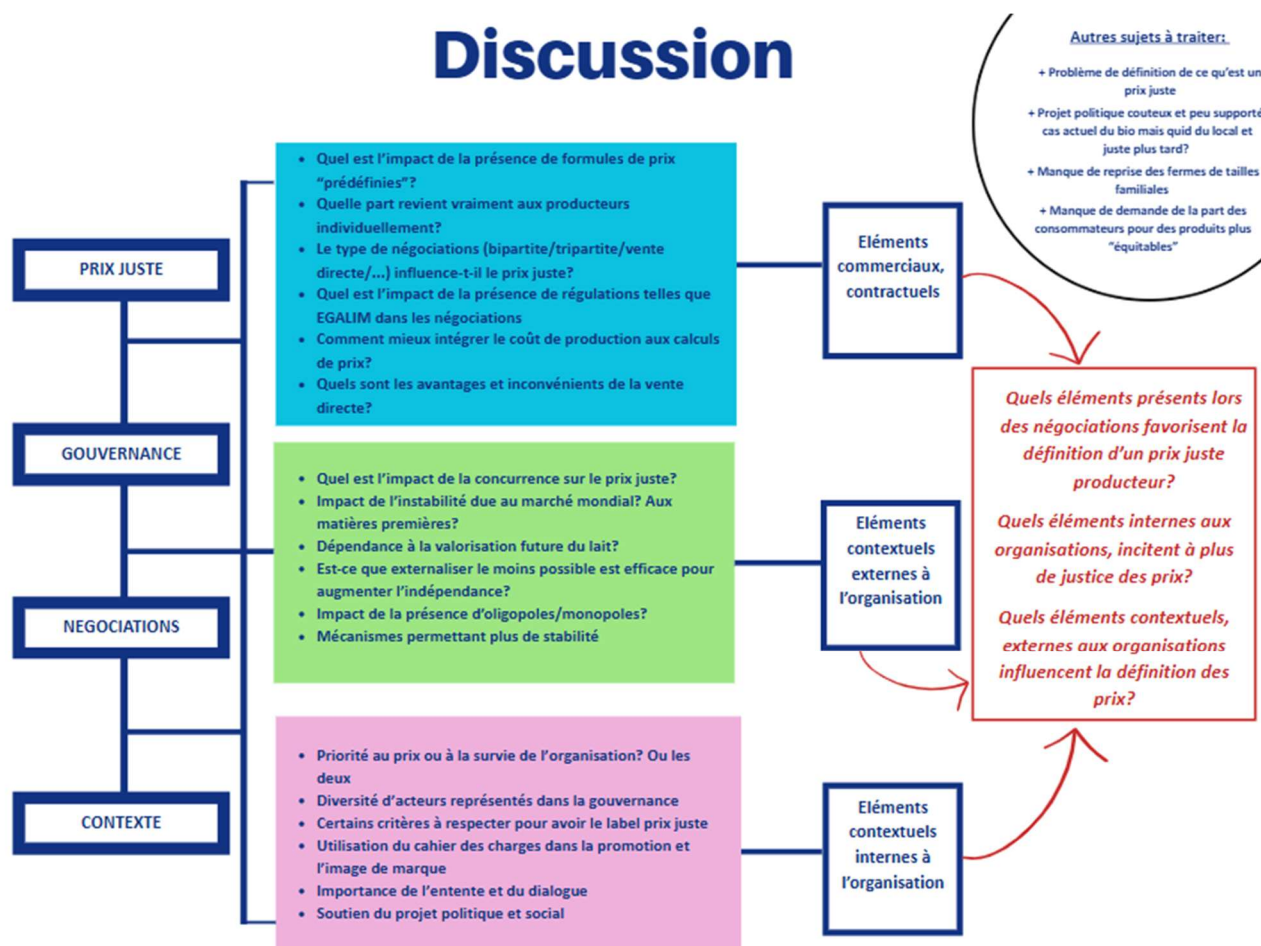 Discussion
Autres sujets à traiter:
+ Problème de définition de ce qu'est un
prix juste
+ Projet politique couteux et peu supporté
cas actuel du bio mais quid du local et
juste plus tard?
+ Manque de reprise des fermes de tailles
familiales
+ Manque de demande de la part des
consommateurs pour des produits plus
"équitables"
PRIX JUSTE
GOUVERNANCE
NEGOCIATIONS
CONTEXTE
• Quel est l'impact de la présence de formules de prix
"prédéfinies"?
• Quelle part revient vraiment aux producteurs
individuellement?
• Le type de négociations (bipartite/tripartite/vente
directe/...) influence-t-il le prix juste?
• Quel est l'impact de la présence de régulations telles que
EGALIM dans les négociations
• Comment mieux intégrer le coût de production aux calculs
de prix?
• Quels sont les avantages et inconvénients de la vente
directe?
• Quel est l'impact de la concurrence sur le prix juste?
• Impact de l'instabilité due au marché mondial? Aux
matières premières?
• Dépendance à la valorisation future du lait?
• Est-ce que externaliser le moins possible est efficace pour
augmenter l'indépendance?
• Impact de la présence d'oligopoles/monopoles?
• Mécanismes permettant plus de stabilité
• Priorité au prix ou à la survie de l'organisation? Ou les
deux
• Diversité d'acteurs représentés dans la gouvernance
• Certains critères à respecter pour avoir le label prix juste
• Utilisation du cahier des charges dans la promotion et
l'image de marque
• Importance de l'entente et du dialogue
• Soutien du projet politique et social
Eléments
commerciaux,
contractuels
Eléments
contextuels
externes à
l'organisation
Eléments
contextuels
internes à
l'organisation
Quels éléments présents lors
des négociations favorisent la
définition d'un prix juste
producteur?
Quels éléments internes aux
organisations, incitent à plus
de justice des prix?
Quels éléments contextuels,
externes aux organisations
influencent la définition des
prix?